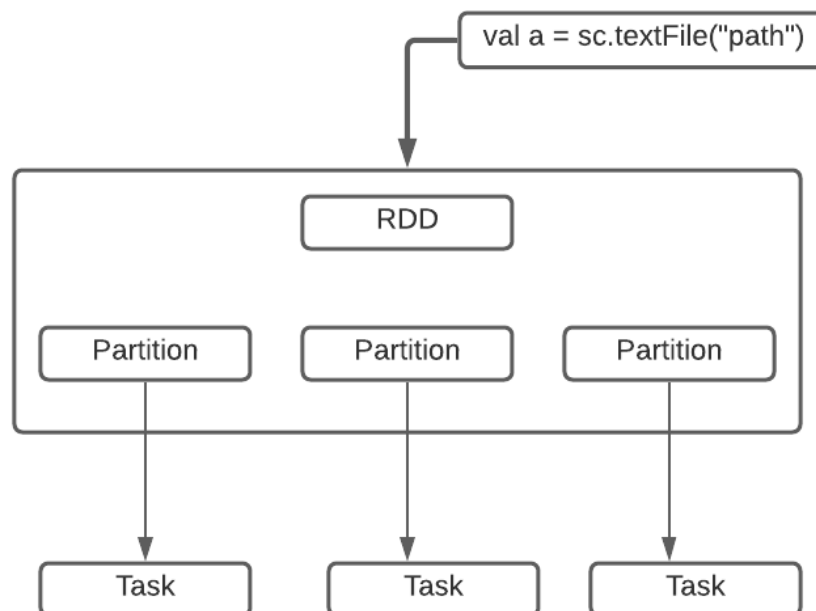 val a = sc.textFile("path")
RDD
Partition
Partition
Partition
Task
Task
Task